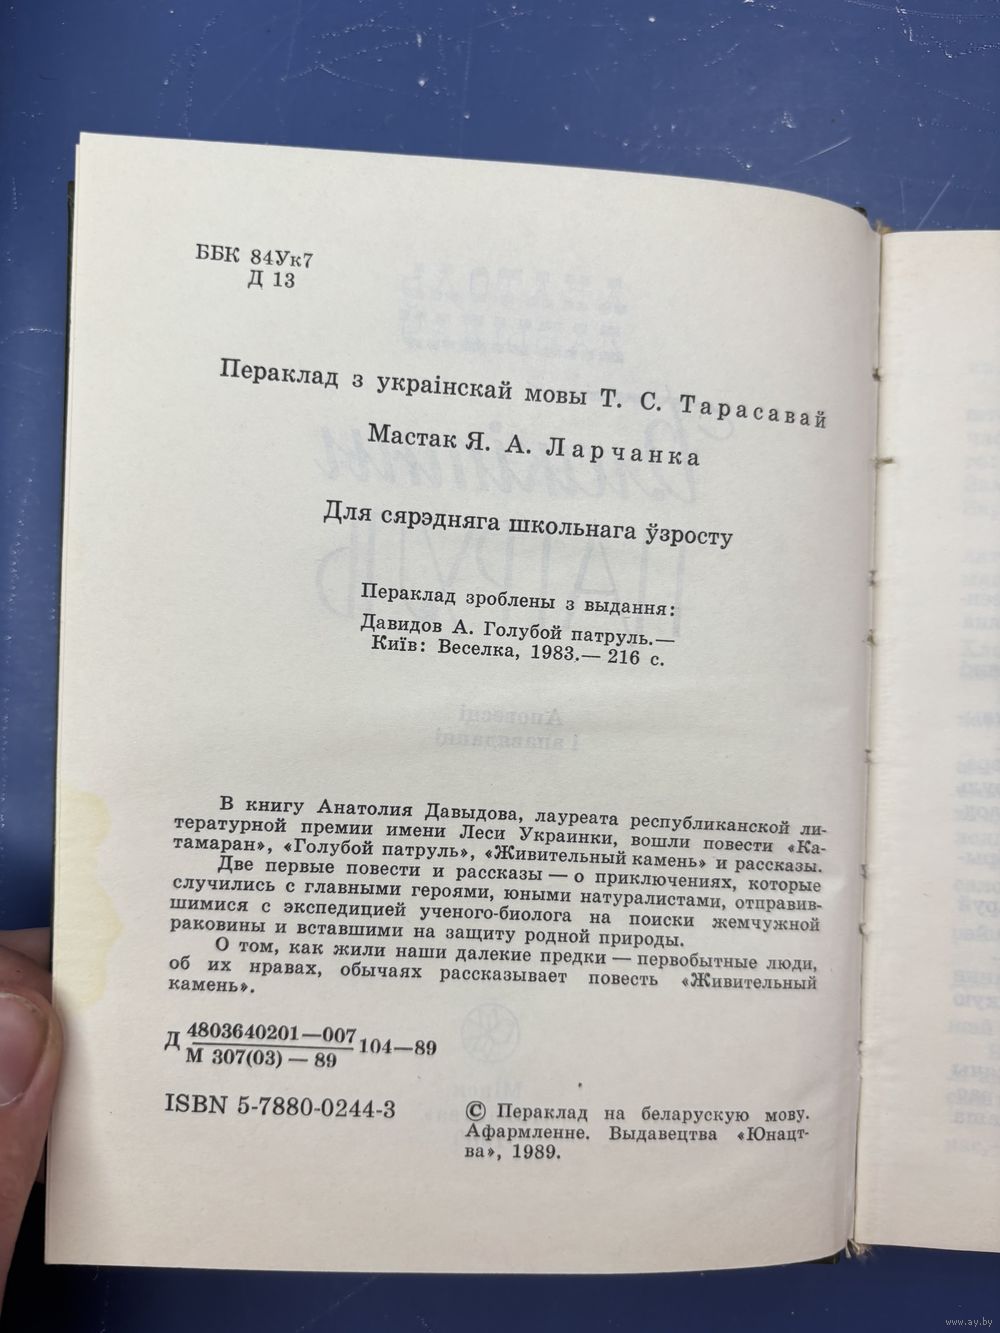 ББК 84Ук7
Д 13
Пераклад з украінскай мовы Т. С. Тарасавай
Мастак Я. А. Ларчанка
Для сярэдняга школьнага ўзросту
Пераклад зроблены з выдання:
Давидов А. Голубой патруль.—
Київ: Веселка, 1983.— 216 с.
В книгу Анатолия Давыдова, лауреата республиканской ли-
тературной премии имени Леси Украинки, вошли повести «Ка-
тамаран», «Голубой патруль», «Живительный камень» и рассказы.
Две первые повести и рассказы — о приключениях, которые
случились с главными героями, юными натуралистами, отправив-
шимися с экспедицией ученого-биолога на поиски жемчужной
раковины и вставшими на защиту родной природы.
О том, как жили наши далекие предки — первобытные люди,
об их нравах, обычаях рассказывает повесть «Живительный
камень».
Д 4803640201—007 104—89
М 307(03) — 89
ISBN 5-7880-0244-3
© Пераклад на беларускую мову.
Афармленне. Выдавецтва «Юнацт-
ва», 1989.
www.ay.by